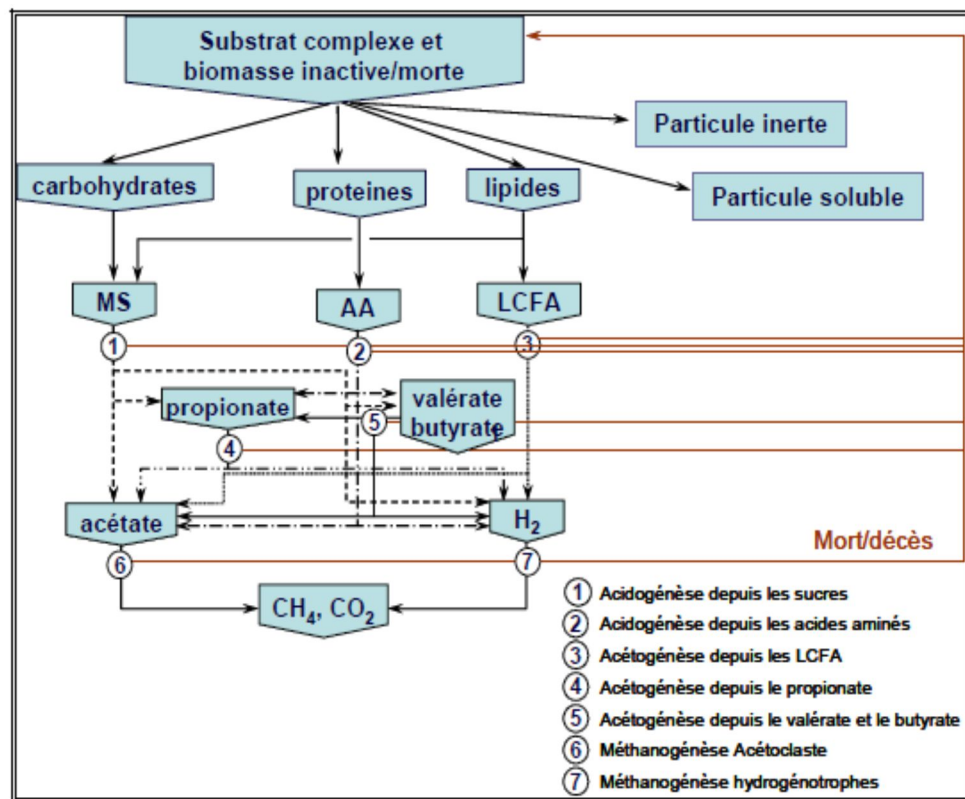 Substrat complexe et
biomasse inactive/morte
Particule inerte
carbohydrates
proteines
lipides
Particule soluble
MS
AA
LCFA
1
2
3
propionate
valérate
butyrate
5
4
acétate
H2
Mort/décès
6
7
CH4, CO2
1 Acidogénèse depuis les sucres
2 Acidogénèse depuis les acides aminés
3 Acétogénèse depuis les LCFA
4 Acétogénèse depuis le propionate
5 Acétogénèse depuis le valérate et le butyrate
6 Méthanogénèse Acétoclaste
7 Méthanogénèse hydrogénotrophes